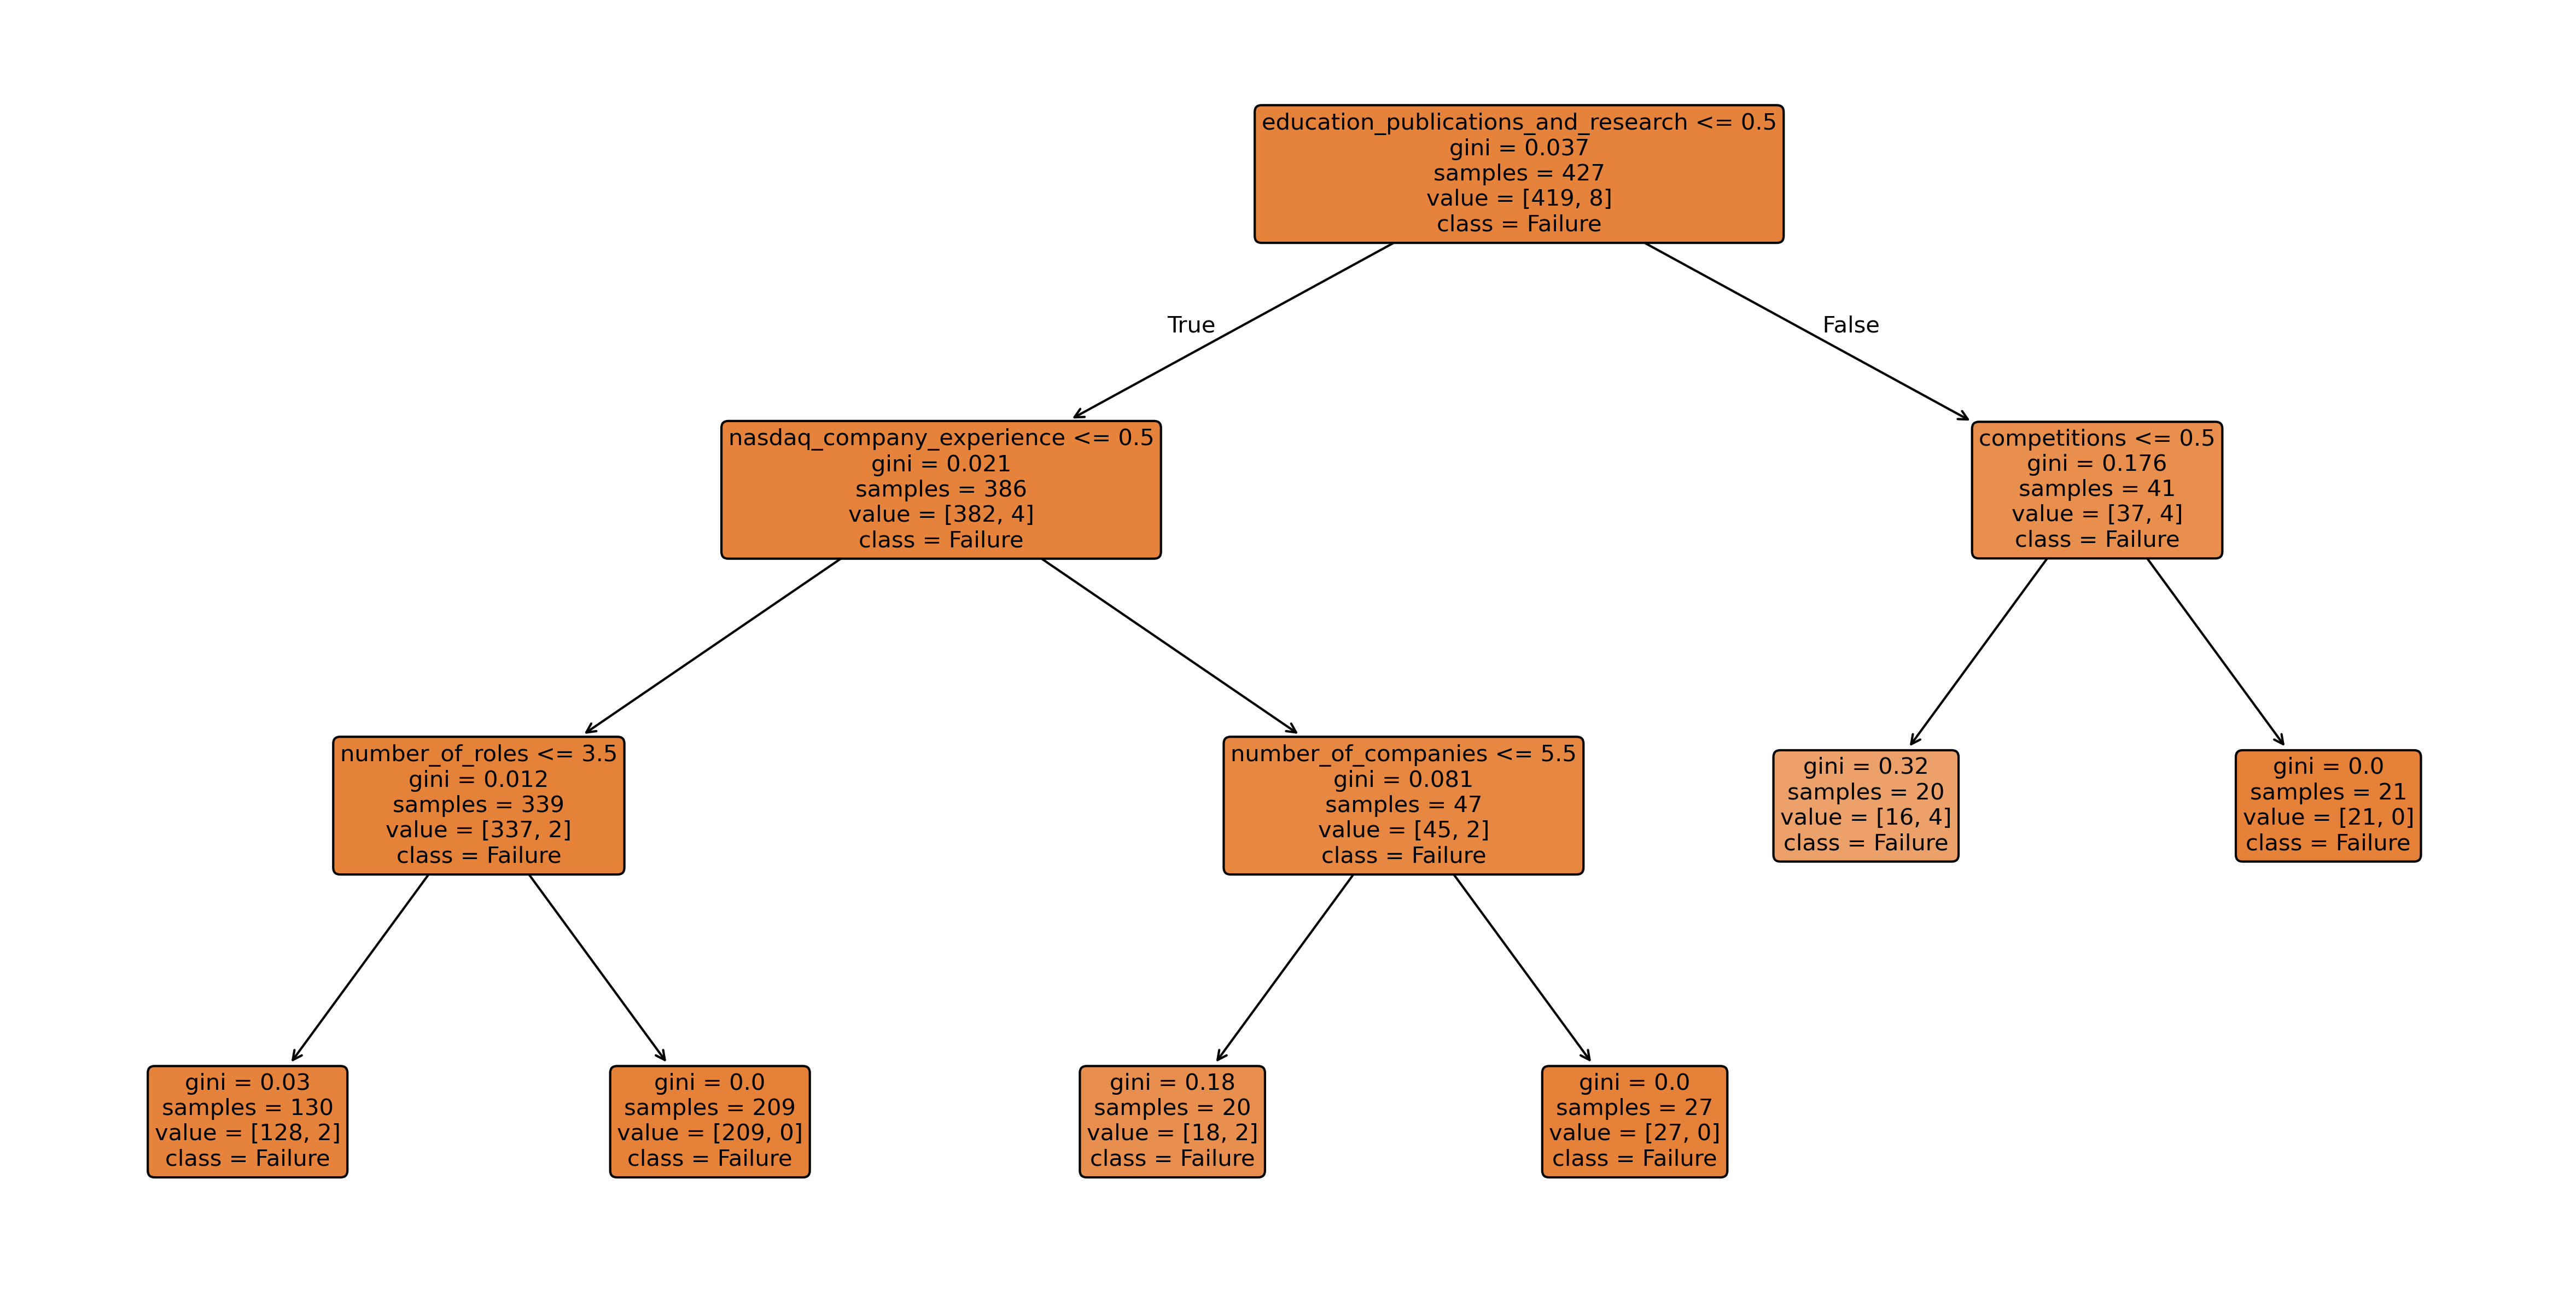 education_publications_and_research <= 0.5
gini = 0.037
samples = 427
value = [419, 8]
class = Failure
True
False
nasdaq_company_experience <= 0.5
gini = 0.021
samples = 386
value = [382, 4]
class = Failure
competitions <= 0.5
gini = 0.176
samples = 41
value = [37, 4]
class = Failure
number_of_roles <= 3.5
gini = 0.012
samples = 339
value = [337, 2]
class = Failure
number_of_companies <= 5.5
gini = 0.081
samples = 47
value = [45, 2]
class = Failure
gini = 0.32
samples = 20
value = [16, 4]
class = Failure
gini = 0.0
samples = 21
value = [21, 0]
class = Failure
gini = 0.03
samples = 130
value = [128, 2]
class = Failure
gini = 0.0
samples = 209
value = [209, 0]
class = Failure
gini = 0.18
samples = 20
value = [18, 2]
class = Failure
gini = 0.0
samples = 27
value = [27, 0]
class = Failure